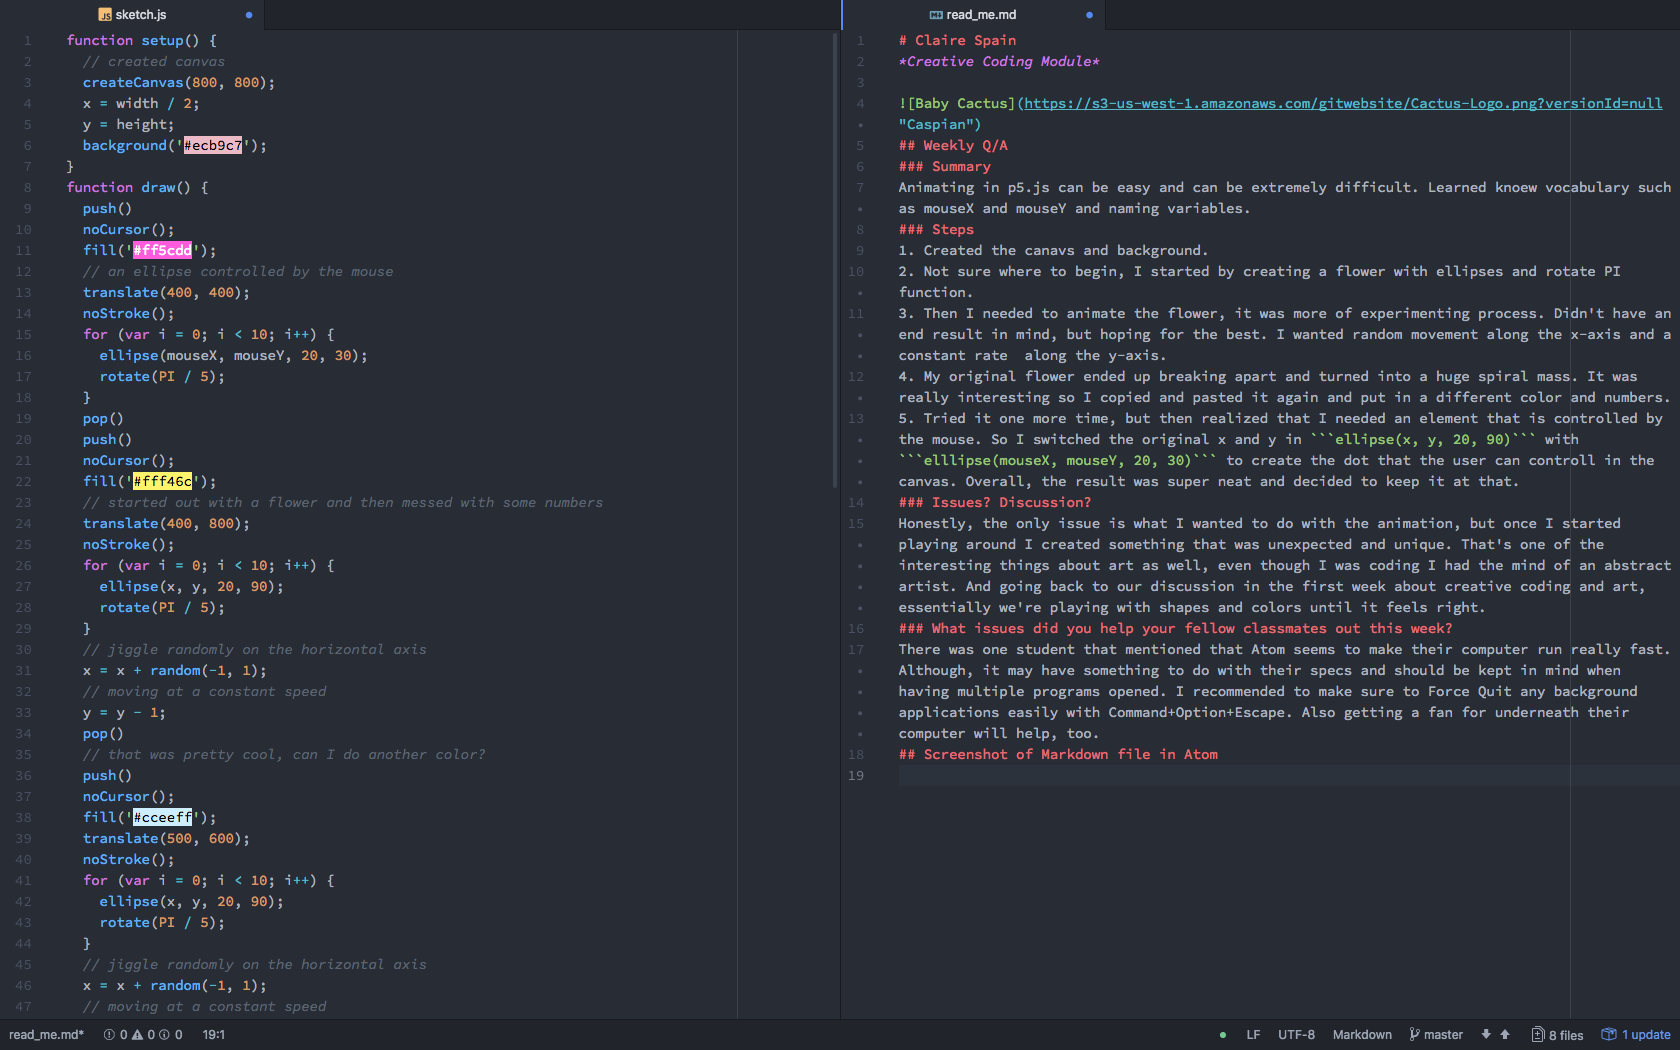 sketch.js
1 function setup() {
2 // created canvas
3 createCanvas(800, 800);
4 x = width / 2;
5 y = height;
6 background('#ecb9c7');
7 }
8 function draw() {
9 push()
10 noCursor();
11 fill('#ff5cdd');
12 // an ellipse controlled by the mouse
13 translate(400, 400);
14 noStroke();
15 for (var i = 0; i < 10; i++) {
16 ellipse(mouseX, mouseY, 20, 30);
17 rotate(PI / 5);
18 }
19 pop()
20 push()
21 noCursor();
22 fill('#fff46c');
23 // started out with a flower and then messed with some numbers
24 translate(400, 800);
25 noStroke();
26 for (var i = 0; i < 10; i++) {
27 ellipse(x, y, 20, 90);
28 rotate(PI / 5);
29 }
30 // jiggle randomly on the horizontal axis
31 x = x + random(-1, 1);
32 // moving at a constant speed
33 y = y - 1;
34 pop()
35 // that was pretty cool, can I do another color?
36 push()
37 noCursor();
38 fill('#cceeff');
39 translate(500, 600);
40 noStroke();
41 for (var i = 0; i < 10; i++) {
42 ellipse(x, y, 20, 90);
43 rotate(PI / 5);
44 }
45 // jiggle randomly on the horizontal axis
46 x = x + random(-1, 1);
47 // moving at a constant speed
read_me.md
1 # Claire Spain
2 *Creative Coding Module*
3
4 ![Baby Cactus](https://s3-us-west-1.amazonaws.com/gitwebsite/Cactus-Logo.png?versionId=null
• "Caspian")
5 ## Weekly Q/A
6 ### Summary
7 Animating in p5.js can be easy and can be extremely difficult. Learned knoew vocabulary such
• as mouseX and mouseY and naming variables.
8 ### Steps
9 1. Created the canavs and background.
10 2. Not sure where to begin, I started by creating a flower with ellipses and rotate PI
• function.
11 3. Then I needed to animate the flower, it was more of experimenting process. Didn't have an
• end result in mind, but hoping for the best. I wanted random movement along the x-axis and a
• constant rate  along the y-axis.
12 4. My original flower ended up breaking apart and turned into a huge spiral mass. It was
• really interesting so I copied and pasted it again and put in a different color and numbers.
13 5. Tried it one more time, but then realized that I needed an element that is controlled by
• the mouse. So I switched the original x and y in ```ellipse(x, y, 20, 90)``` with
• ```elllipse(mouseX, mouseY, 20, 30)``` to create the dot that the user can controll in the
• canvas. Overall, the result was super neat and decided to keep it at that.
14 ### Issues? Discussion?
15 Honestly, the only issue is what I wanted to do with the animation, but once I started
• playing around I created something that was unexpected and unique. That's one of the
• interesting things about art as well, even though I was coding I had the mind of an abstract
• artist. And going back to our discussion in the first week about creative coding and art,
• essentially we're playing with shapes and colors until it feels right.
16 ### What issues did you help your fellow classmates out this week?
17 There was one student that mentioned that Atom seems to make their computer run really fast.
• Although, it may have something to do with their specs and should be kept in mind when
• having multiple programs opened. I recommended to make sure to Force Quit any background
• applications easily with Command+Option+Escape. Also getting a fan for underneath their
• computer will help, too.
18 ## Screenshot of Markdown file in Atom
19
read_me.md* 0 0 0 19:1 LF UTF-8 Markdown master 8 files 1 update